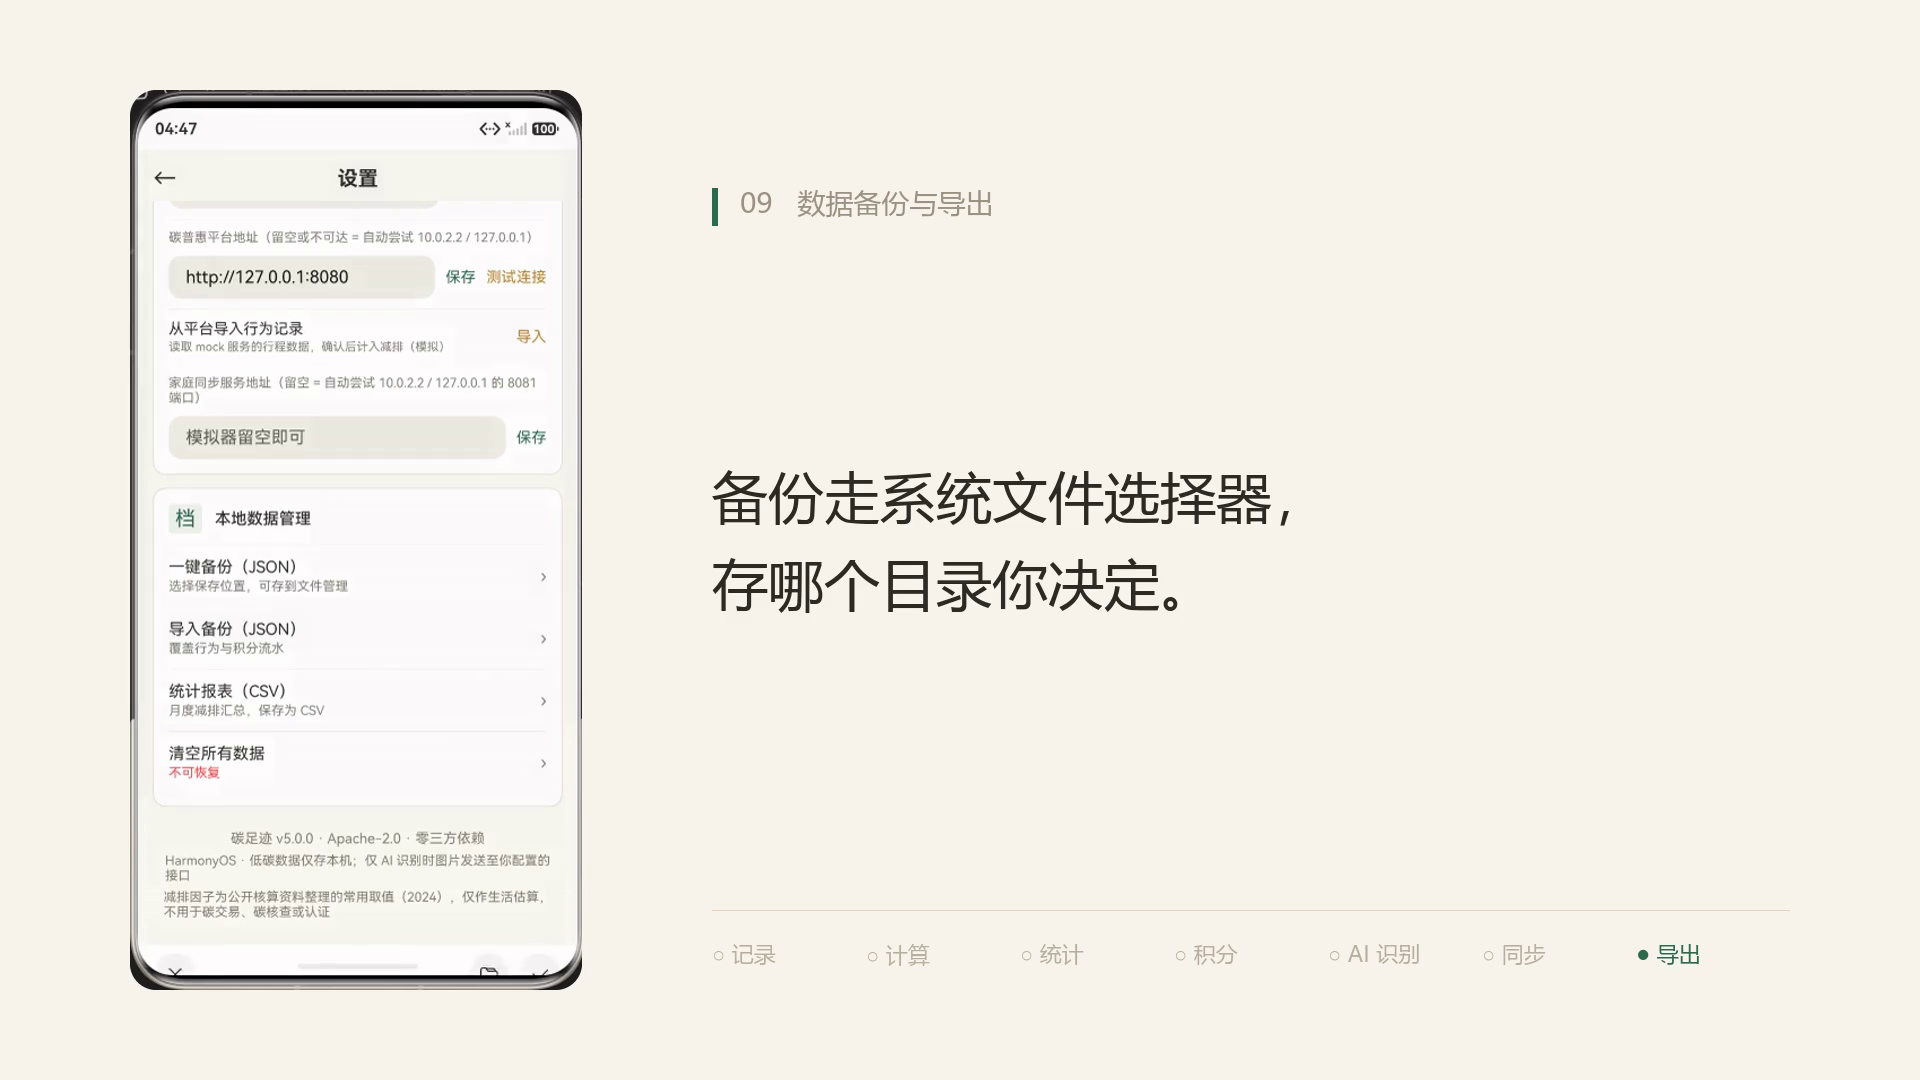 04:47
100
设置
碳普惠平台地址（留空或不可达 = 自动尝试 10.0.2.2 / 127.0.0.1）
http://127.0.0.1:8080
保存
测试连接
从平台导入行为记录
读取 mock 服务的行程数据，确认后计入减排（模拟）
导入
家庭同步服务地址（留空 = 自动尝试 10.0.2.2 / 127.0.0.1 的 8081
端口）
模拟器留空即可
保存
档 本地数据管理
一键备份（JSON）
选择保存位置，可存到文件管理
导入备份（JSON）
覆盖行为与积分流水
统计报表（CSV）
月度减排汇总，保存为 CSV
清空所有数据
不可恢复
碳足迹 v5.0.0 · Apache-2.0 · 零三方依赖
HarmonyOS · 低碳数据仅存本机；仅 AI 识别时图片发送至你配置的
接口
减排因子为公开核算资料整理的常用取值（2024），仅作生活估算，
不用于碳交易、碳核查或认证
09 数据备份与导出
备份走系统文件选择器，
存哪个目录你决定。
记录
计算
统计
积分
AI 识别
同步
导出